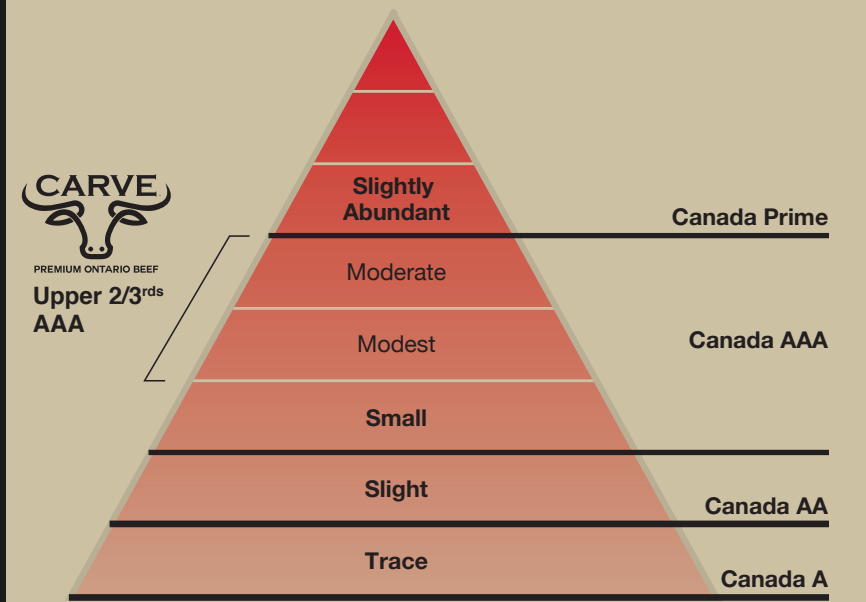 CARVE
PREMIUM ONTARIO BEEF
Upper 2/3rds
AAA
Slightly
Abundant
Moderate
Modest
Small
Slight
Trace
Canada Prime
Canada AAA
Canada AA
Canada A